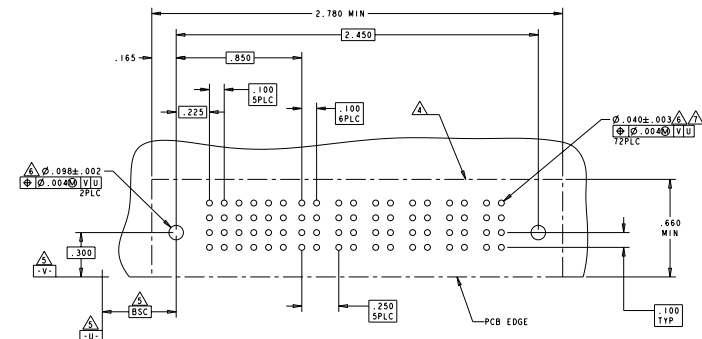 2.780 MIN
2.450
.165
.850
.100
5PLC
.100
6PLC
.225
4
Ø.040±.003 6 7
⌖ Ø.004Ⓜ V U
72PLC
6 Ø.098±.002
⌖ Ø.004Ⓜ V U
2PLC
.660
MIN
.300
5
-V-
5
BSC
.250
5PLC
.100
TYP
PCB EDGE
5
-U-